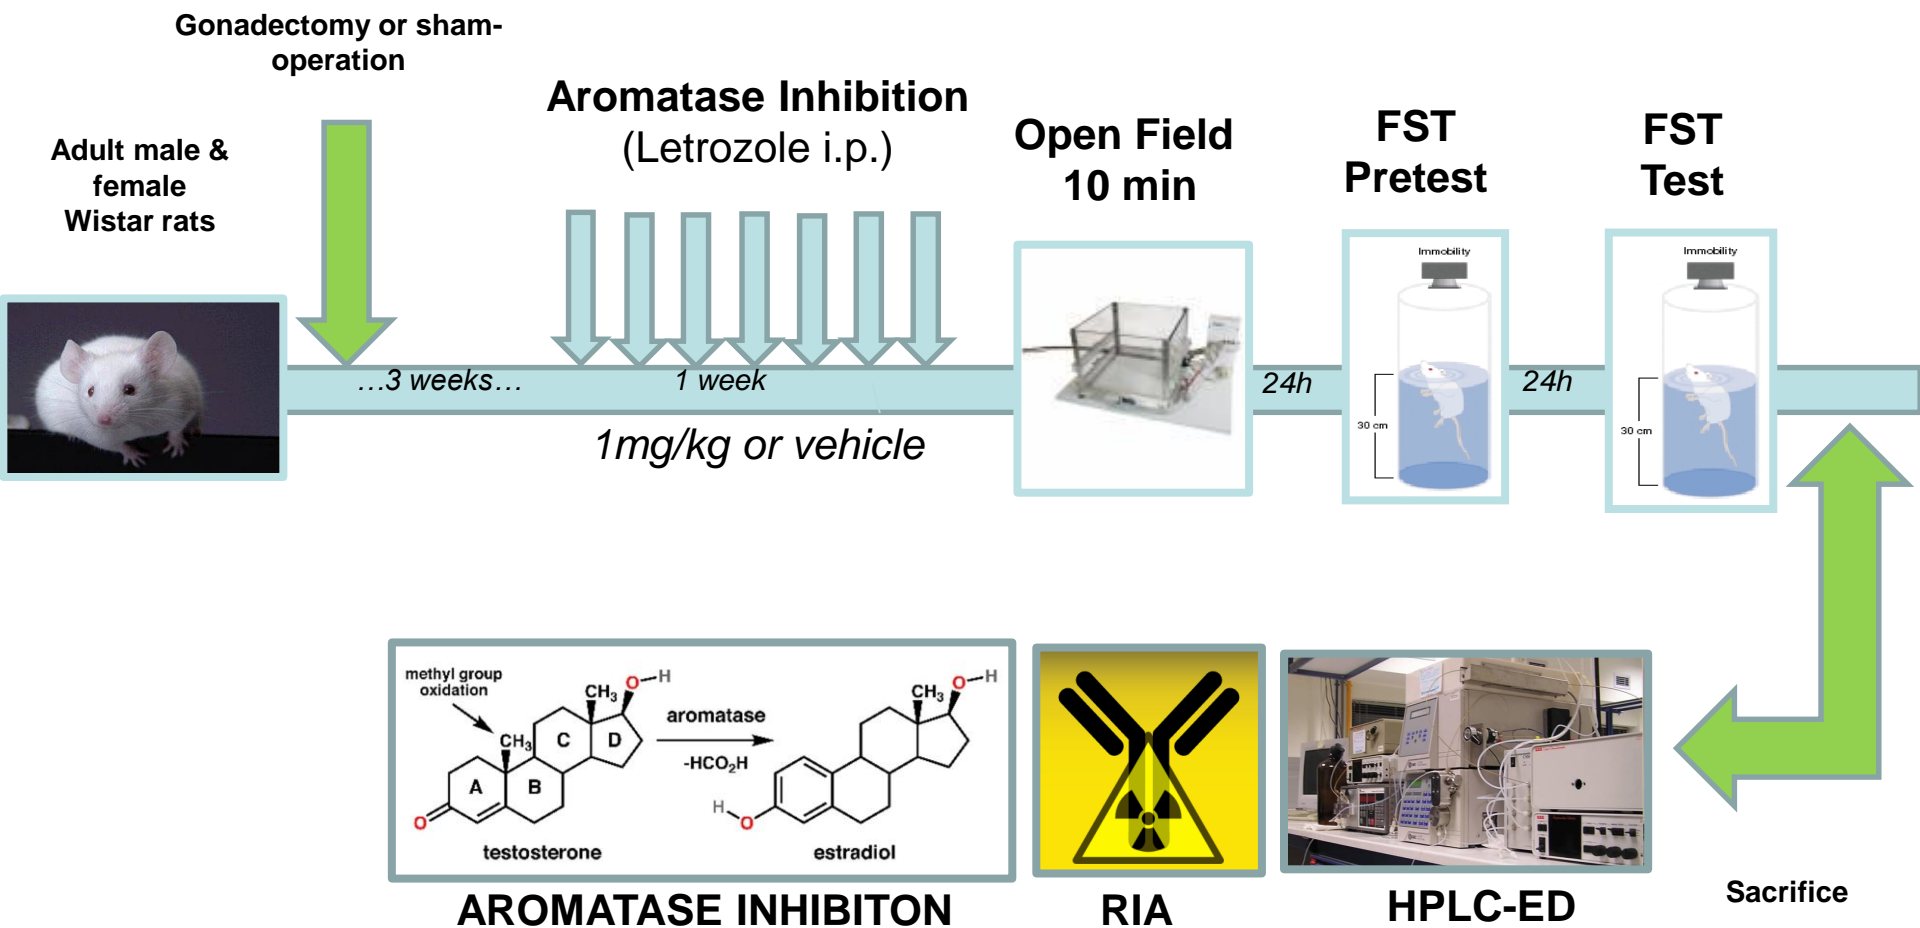 Gonadectomy or sham-
operation
Adult male &
female
Wistar rats
Aromatase Inhibition
(Letrozole i.p.)
Open Field
10 min
FST
Pretest
FST
Test
Immobility
Immobility
...3 weeks...
1 week
24h
24h
30 cm
30 cm
1mg/kg or vehicle
methyl group
oxidation
CH3
O
H
CH3
A
B
C
D
O
testosterone
aromatase
-HCO2H
CH3
O
H
H
O
estradiol
AROMATASE INHIBITON
RIA
HPLC-ED
Sacrifice